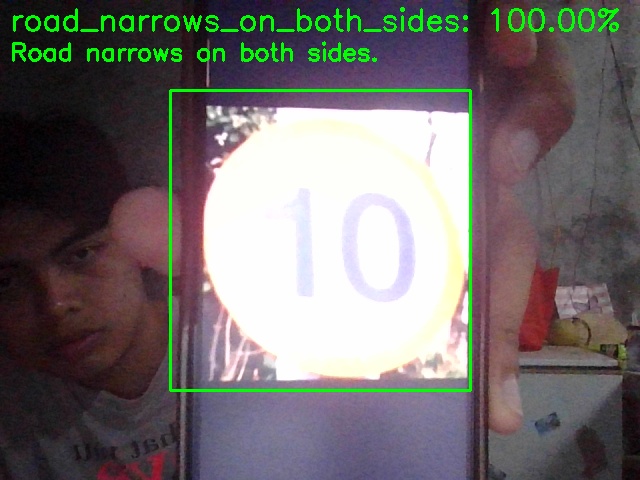 road_narrows_on_both_sides: 100.00%
Road narrows on both sides.
10